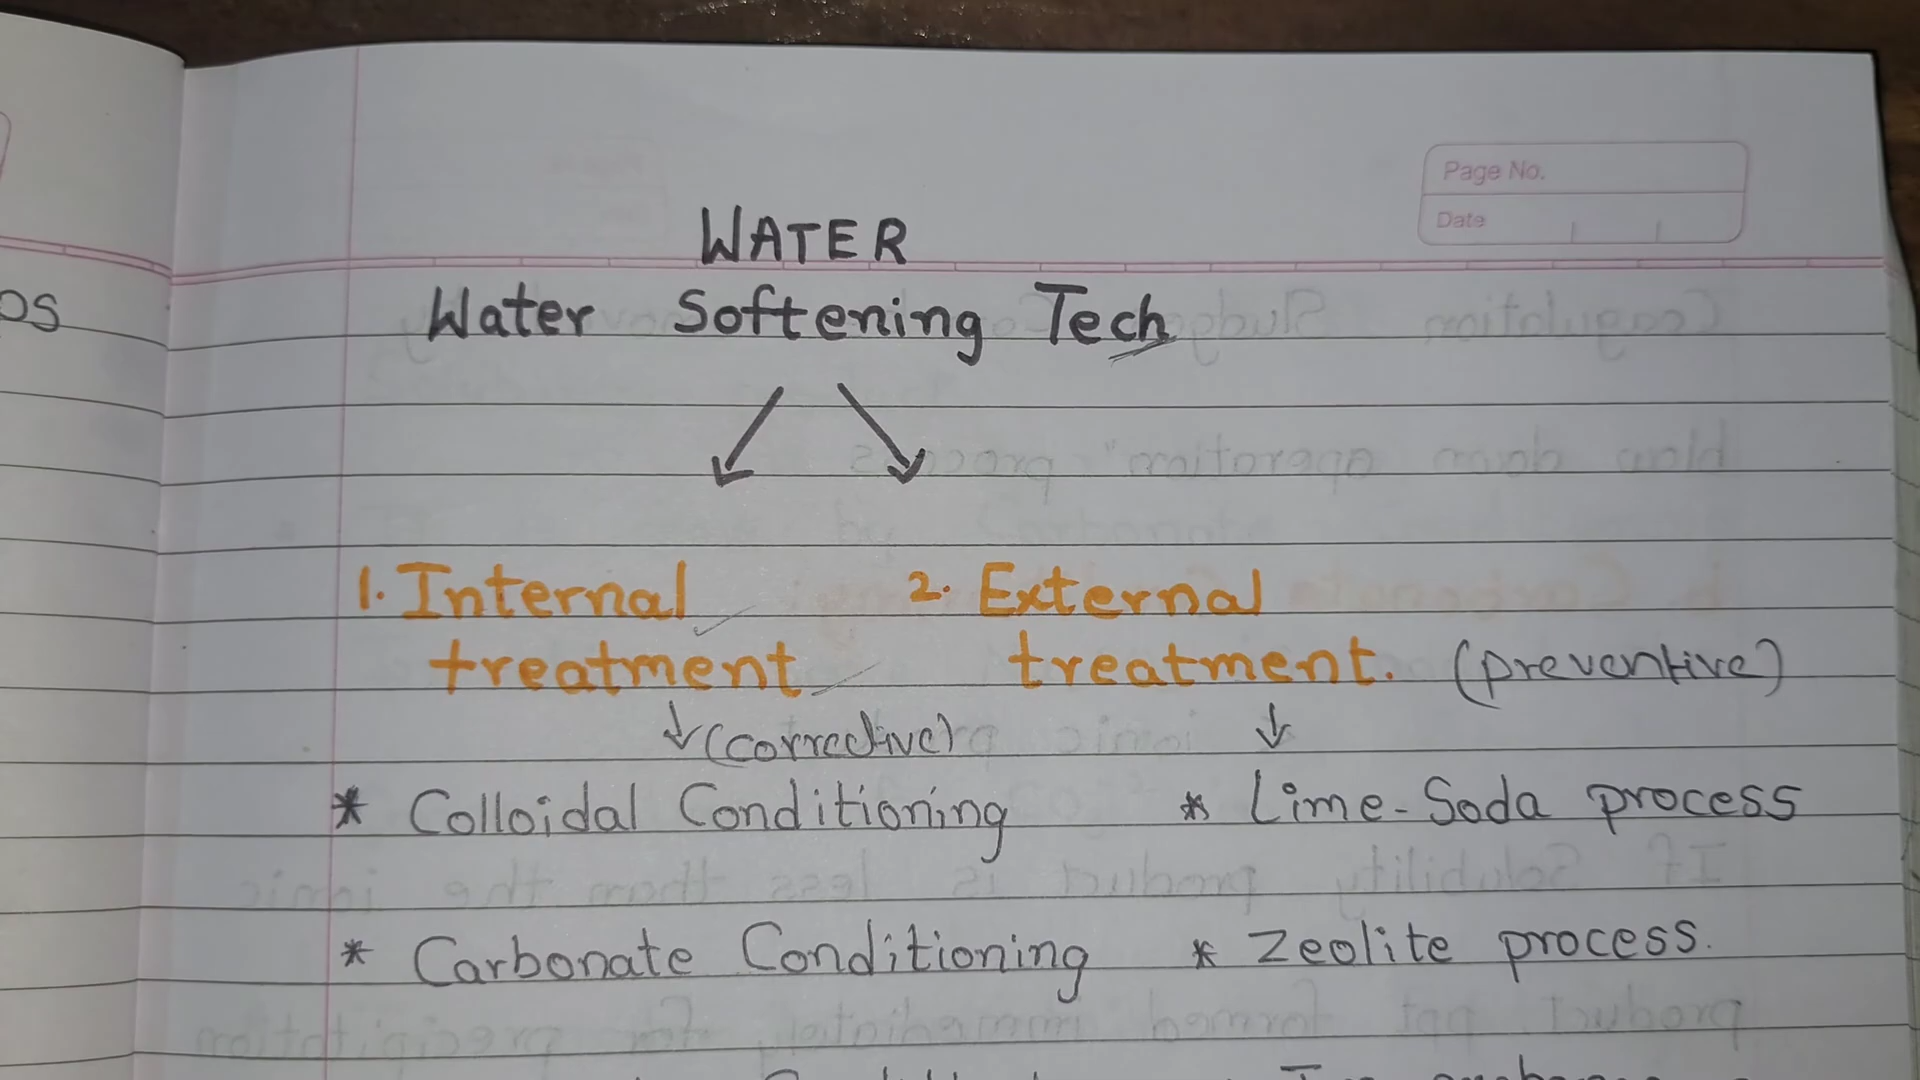 Page No.
Date
WATER
Water Softening Tech
1. Internal 2. External
treatment treatment. (preventive)
↓ (corrective) ↓
* Colloidal Conditioning * Lime-Soda process
* Carbonate Conditioning * Zeolite process.